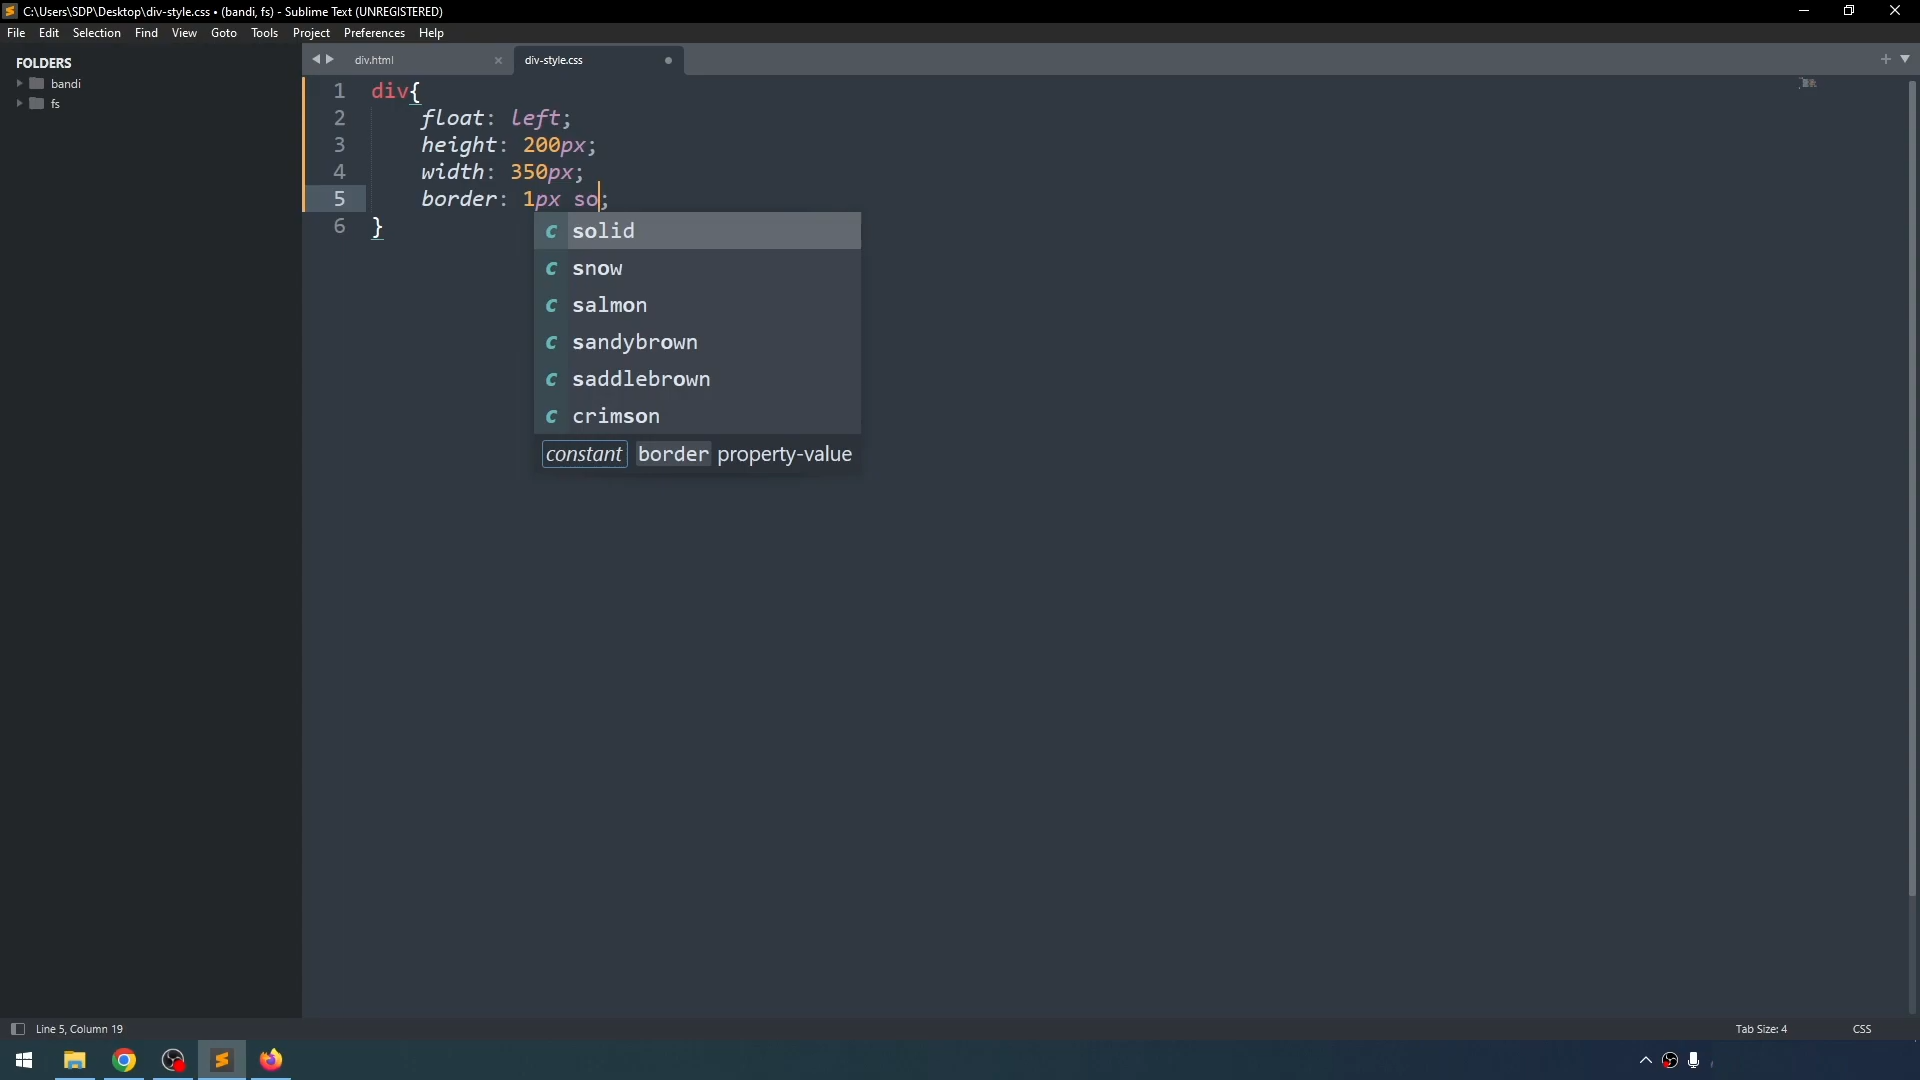 C:\Users\SDP\Desktop\div-style.css • (bandi, fs) - Sublime Text (UNREGISTERED)
File Edit Selection Find View Goto Tools Project Preferences Help
FOLDERS
bandi
fs
div.html
div-style.css
1 div{
2 float: left;
3 height: 200px;
4 width: 350px;
5 border: 1px so;
6 }
c solid
c snow
c salmon
c sandybrown
c saddlebrown
c crimson
constant border property-value
Line 5, Column 19
Tab Size: 4
CSS